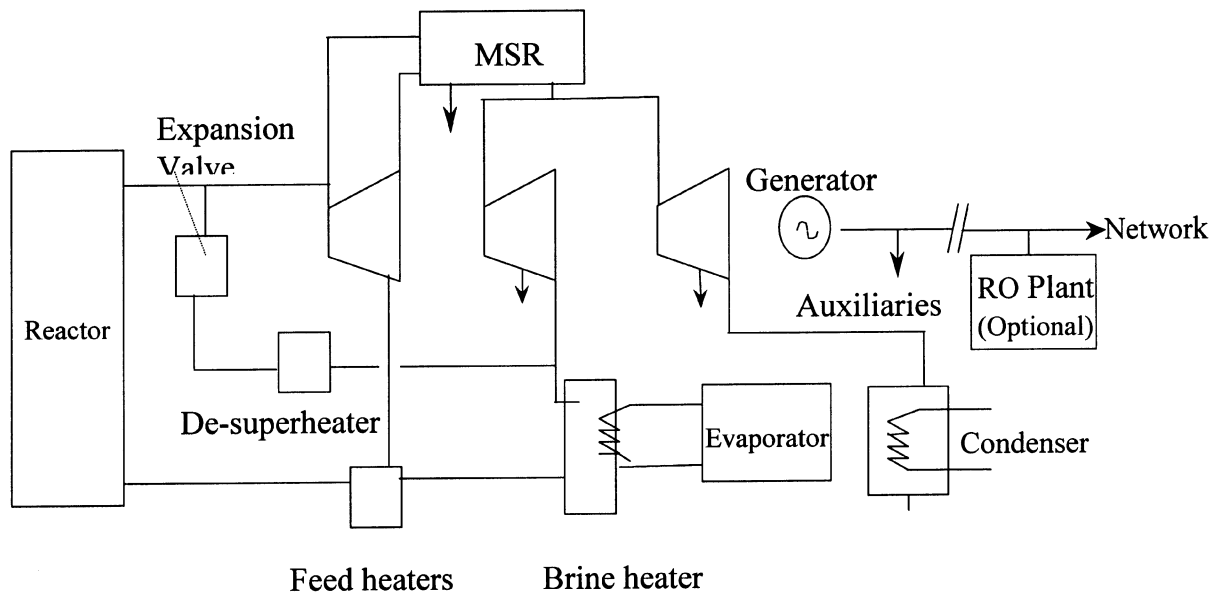 MSR
Expansion
Valve
Generator
Network
Reactor
Auxiliaries
RO Plant
(Optional)
De-superheater
Evaporator
Condenser
Feed heaters
Brine heater